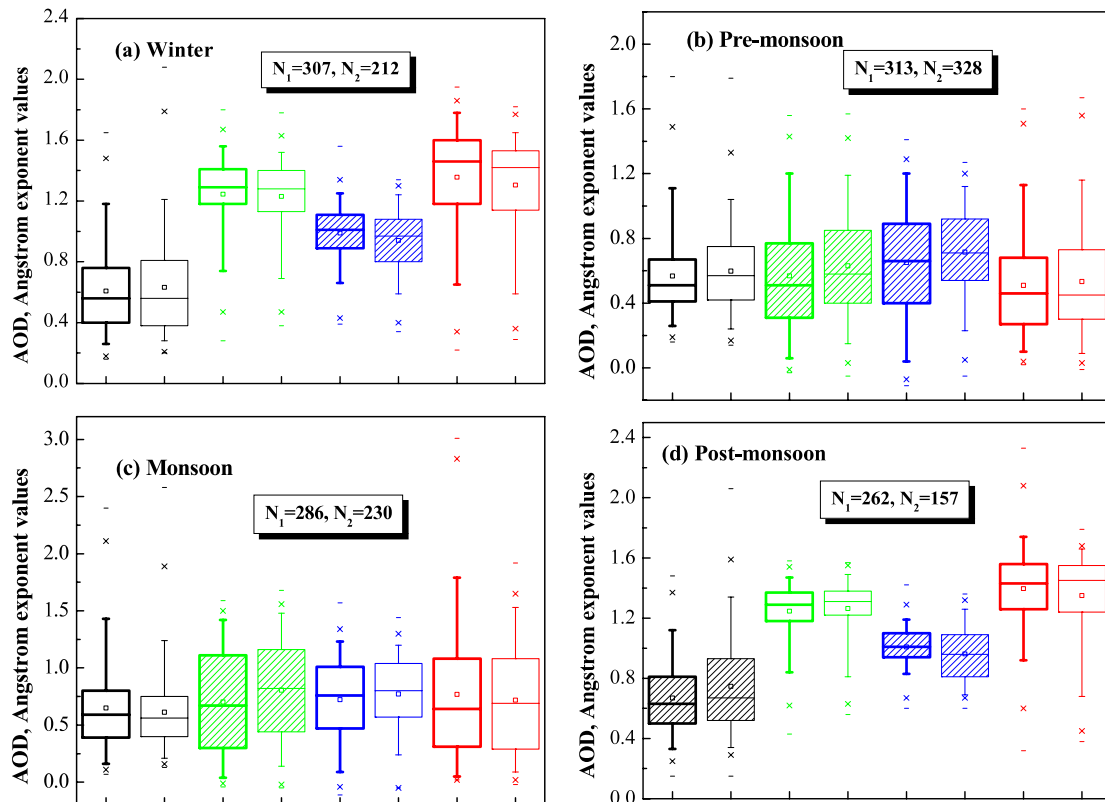 (a) Winter
N₁=307, N₂=212
AOD, Angstrom exponent values
2.4
2.0
1.6
1.2
0.8
0.4
0.0
(b) Pre-monsoon
N₁=313, N₂=328
AOD, Angstrom exponent values
2.0
1.6
1.2
0.8
0.4
0.0
(c) Monsoon
N₁=286, N₂=230
AOD, Angstrom exponent values
3.0
2.5
2.0
1.5
1.0
0.5
0.0
(d) Post-monsoon
N₁=262, N₂=157
AOD, Angstrom exponent values
2.4
2.0
1.6
1.2
0.8
0.4
0.0